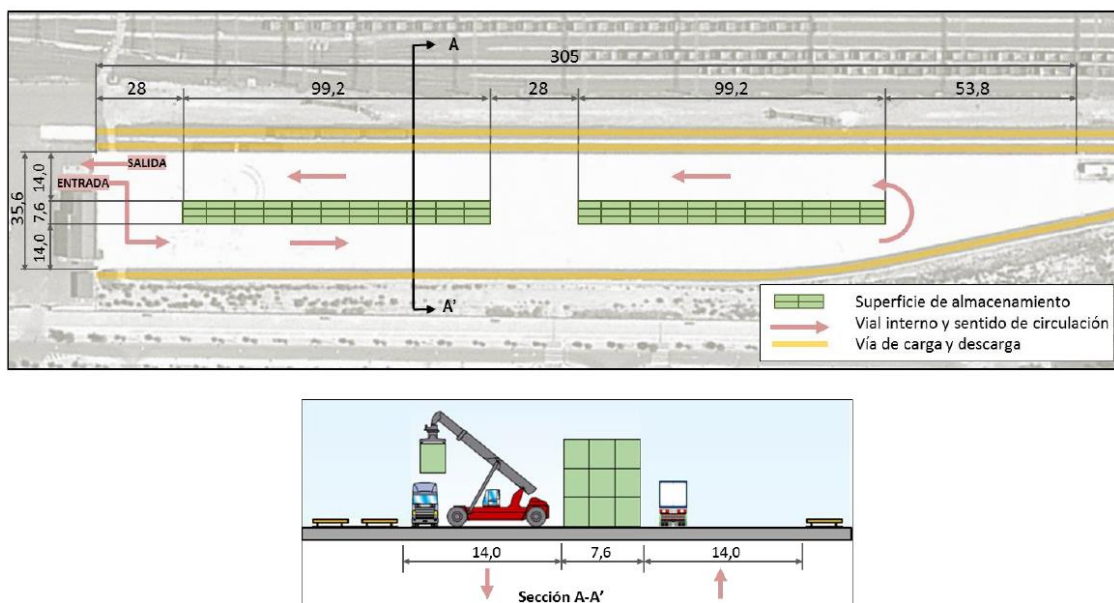 A
305
28
99,2
28
99,2
53,8
SALIDA
ENTRADA
35,6
14,0
7,6
14,0
A'
Superficie de almacenamiento
Vial interno y sentido de circulación
Vía de carga y descarga
14,0
7,6
14,0
Sección A-A'